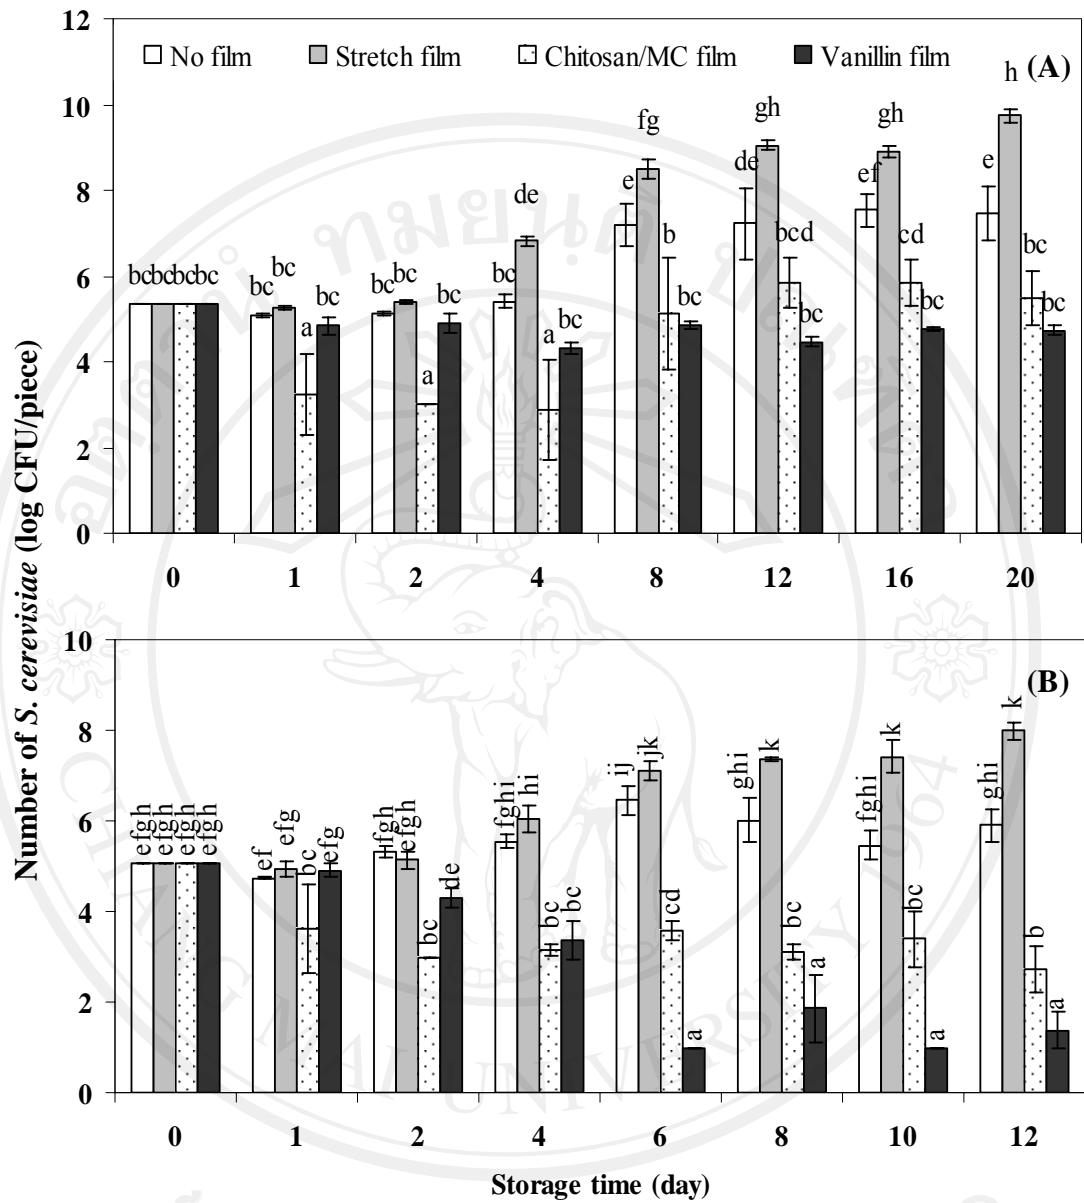 12
No film Stretch film Chitosan/MC film Vanillin film
h (A)
10
gh gh
fg
de ef e
8
de e
bcd cd
b bc
6
bc bc bc bc bc bc bc bc bc bc
bc bc bc bc bc bc
4
a a a
2
0
0 1 2 4 8 12 16 20
Number of S. cerevisiae (log CFU/piece)
10
(B)
8
k k k k
ij jk ghi fghi ghi
6
fghi hi
efgh efgh efgh efgh ef efg bc efg fgh efgh de
4
bc bc bc cd bc bc b
2
a a a a
0
0 1 2 4 6 8 10 12
Storage time (day)
CHIANG MAI UNIVERSITY 1964